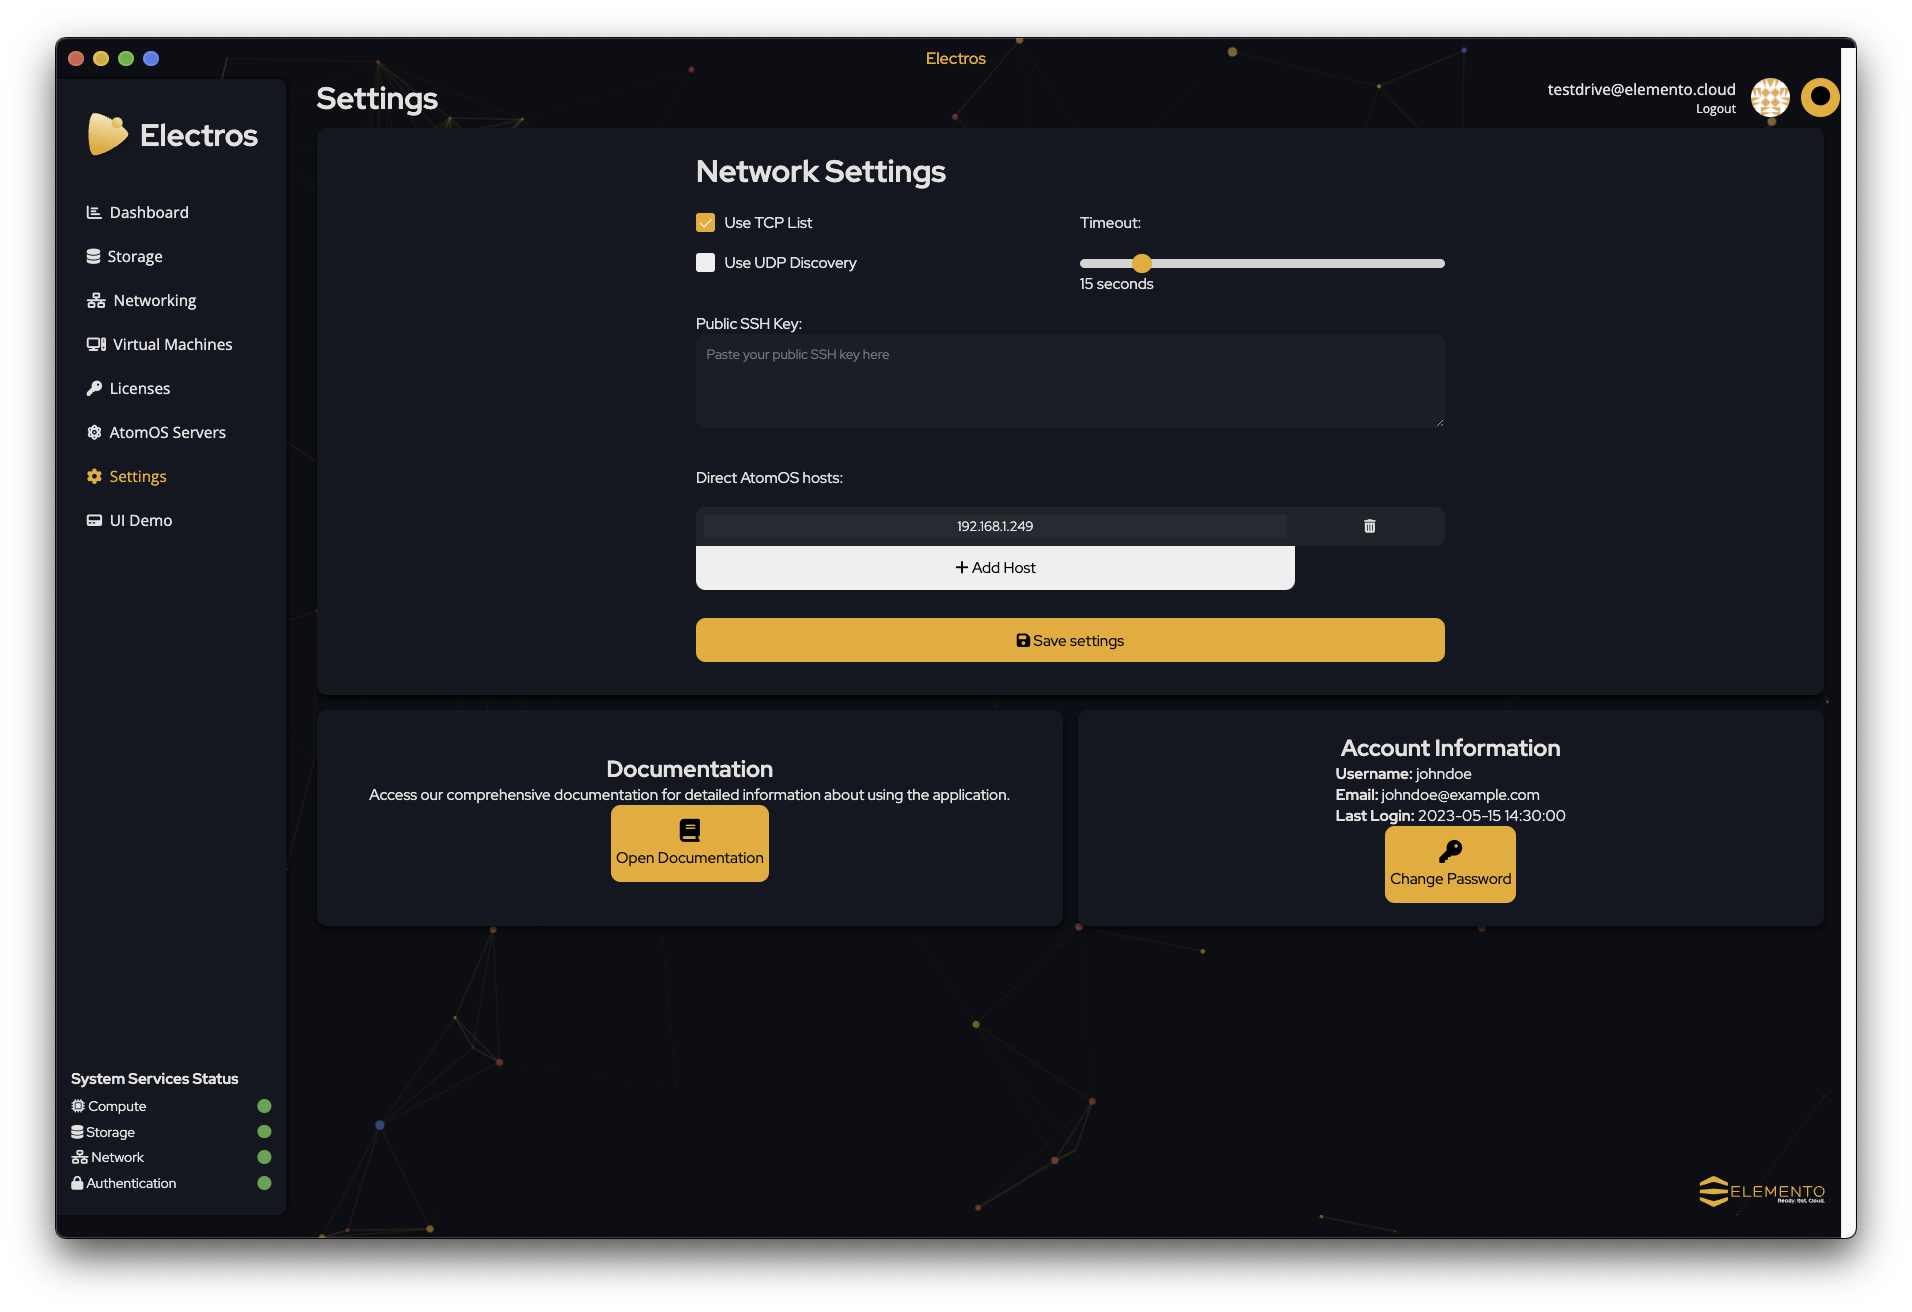 Electros
Settings
testdrive@elemento.cloud
Logout
Electros
Dashboard
Storage
Networking
Virtual Machines
Licenses
AtomOS Servers
Settings
UI Demo
Network Settings
Use TCP List
Use UDP Discovery
Timeout:
15 seconds
Public SSH Key:
Paste your public SSH key here
Direct AtomOS hosts:
192.168.1.249
Add Host
Save settings
Documentation
Access our comprehensive documentation for detailed information about using the application.
Open Documentation
Account Information
Username: johndoe
Email: johndoe@example.com
Last Login: 2023-05-15 14:30:00
Change Password
System Services Status
Compute
Storage
Network
Authentication
ELEMENTO
Ready. Set. Cloud.